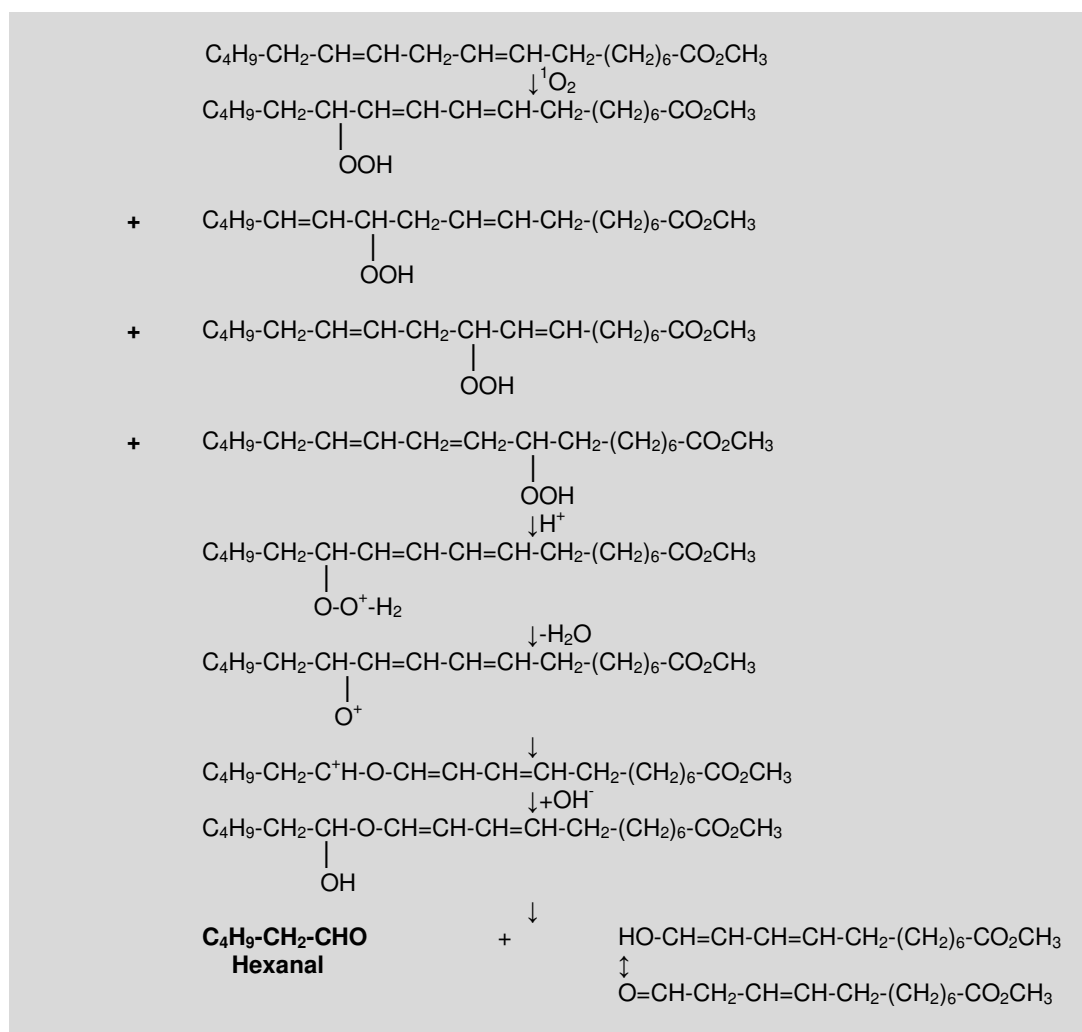 C₄H₉-CH₂-CH=CH-CH₂-CH=CH-CH₂-(CH₂)₆-CO₂CH₃
↓¹O₂
C₄H₉-CH₂-CH-CH=CH-CH=CH-CH₂-(CH₂)₆-CO₂CH₃
|
OOH
+ C₄H₉-CH=CH-CH-CH₂-CH=CH-CH₂-(CH₂)₆-CO₂CH₃
|
OOH
+ C₄H₉-CH₂-CH=CH-CH₂-CH-CH=CH-(CH₂)₆-CO₂CH₃
|
OOH
+ C₄H₉-CH₂-CH=CH-CH₂=CH₂-CH-CH₂-(CH₂)₆-CO₂CH₃
|
OOH
↓H⁺
C₄H₉-CH₂-CH-CH=CH-CH=CH-CH₂-(CH₂)₆-CO₂CH₃
|
O-O⁺-H₂
↓-H₂O
C₄H₉-CH₂-CH-CH=CH-CH=CH-CH₂-(CH₂)₆-CO₂CH₃
|
O⁺
↓
C₄H₉-CH₂-C⁺H-O-CH=CH-CH=CH-CH₂-(CH₂)₆-CO₂CH₃
↓+OH⁻
C₄H₉-CH₂-CH-O-CH=CH-CH=CH-CH₂-(CH₂)₆-CO₂CH₃
|
OH
↓
C₄H₉-CH₂-CHO + HO-CH=CH-CH=CH-CH₂-(CH₂)₆-CO₂CH₃
Hexanal ↕
O=CH-CH₂-CH=CH-CH₂-(CH₂)₆-CO₂CH₃